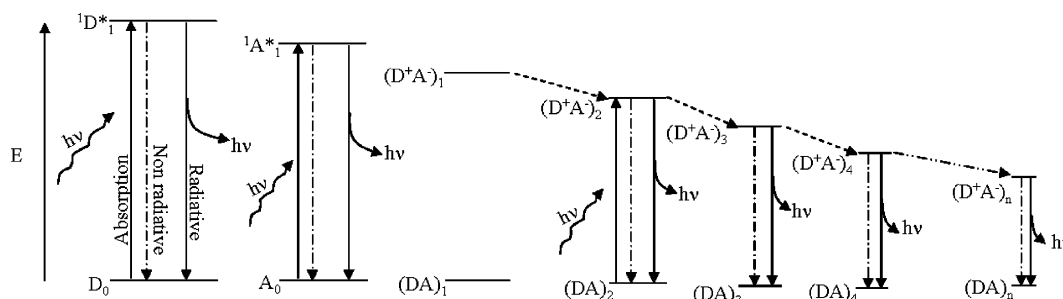 ¹D*₁
¹A*₁
(D⁺A⁻)₁
(D⁺A⁻)₂
(D⁺A⁻)₃
(D⁺A⁻)₄
(D⁺A⁻)ₙ
E
hν
Absorption
Non radiative
Radiative
hν
hν
hν
hν
hν
hν
hν
hν
D₀
A₀
(DA)₁
(DA)₂
(DA)₃
(DA)₄
(DA)ₙ